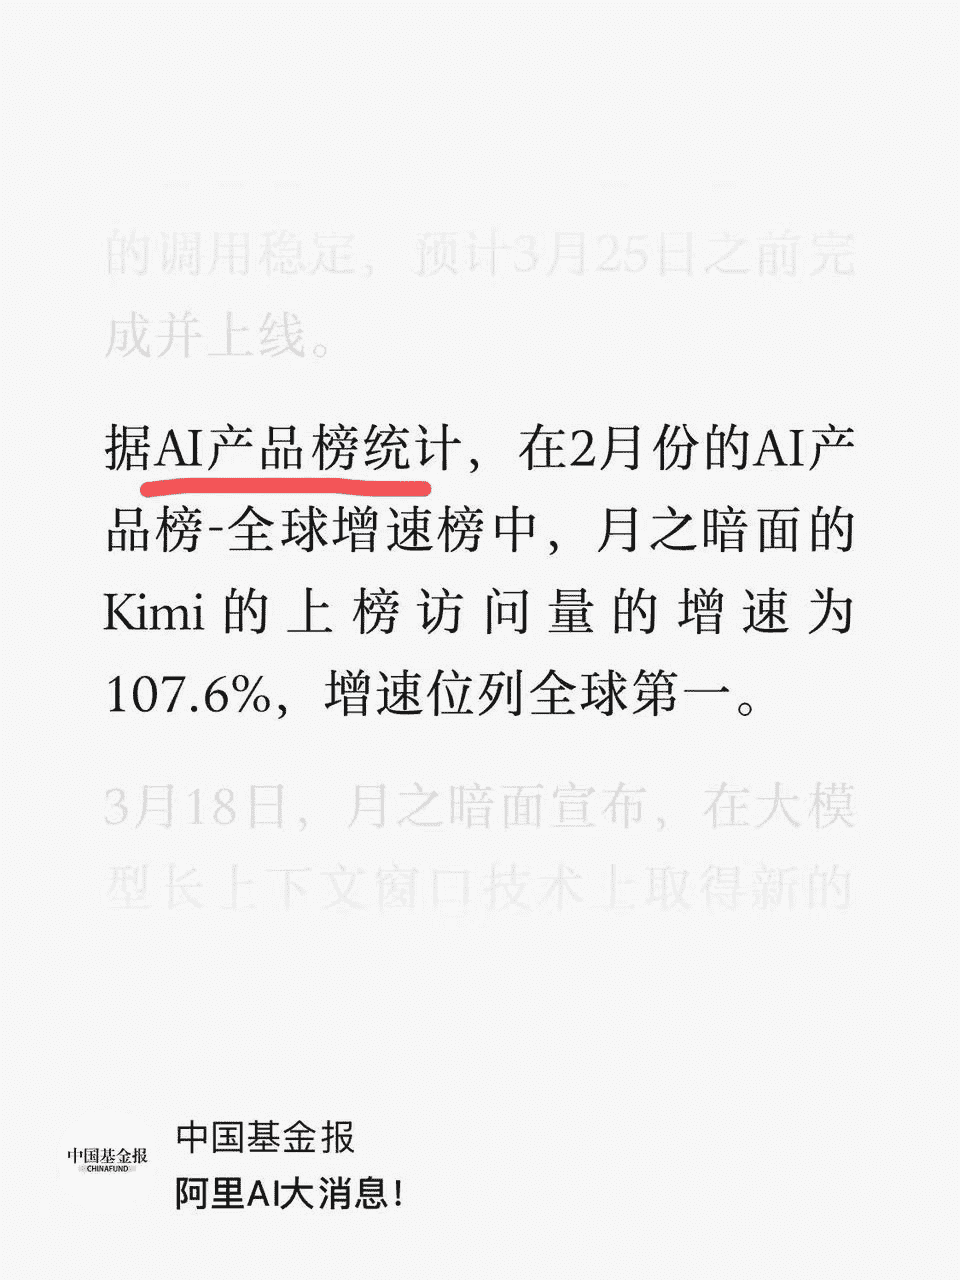 的调用稳定，预计3月25日之前完
成并上线。
据AI产品榜统计，在2月份的AI产
品榜-全球增速榜中，月之暗面的
Kimi的上榜访问量的增速为
107.6%，增速位列全球第一。
3月18日，月之暗面宣布，在大模
型长上下文窗口技术上取得新的
中国基金报
CHINAFUND
中国基金报
阿里AI大消息！